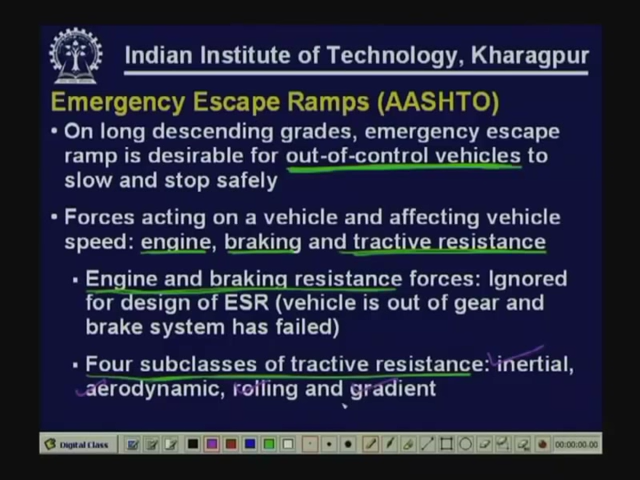 Indian Institute of Technology, Kharagpur
Emergency Escape Ramps (AASHTO)
• On long descending grades, emergency escape
ramp is desirable for out-of-control vehicles to
slow and stop safely
• Forces acting on a vehicle and affecting vehicle
speed: engine, braking and tractive resistance
▪ Engine and braking resistance forces: Ignored
for design of ESR (vehicle is out of gear and
brake system has failed)
▪ Four subclasses of tractive resistance: inertial,
aerodynamic, rolling and gradient
Digital Class
00:00:00.00